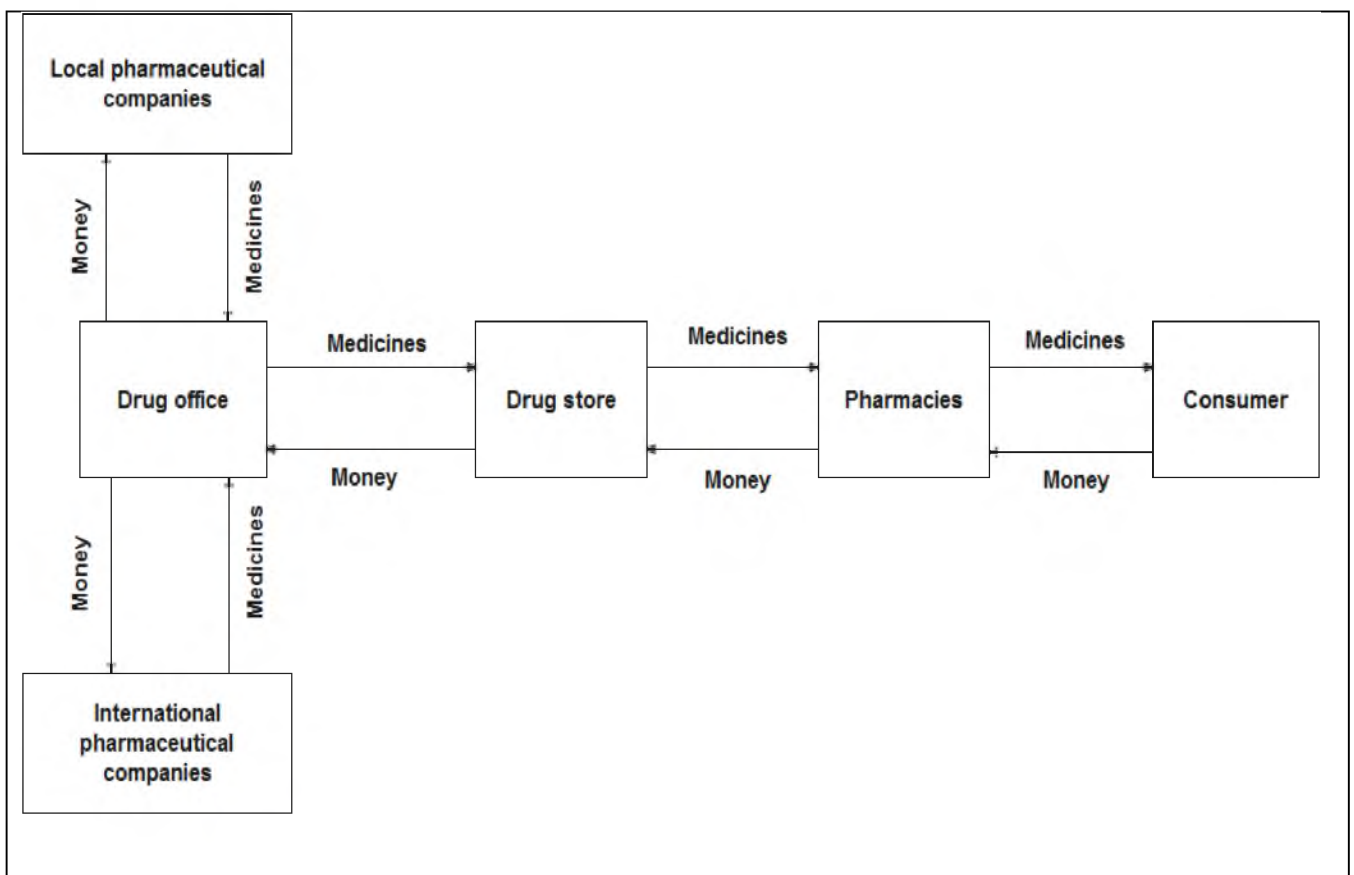 Local pharmaceutical
companies
Money
Medicines
Medicines
Medicines
Medicines
Drug office
Drug store
Pharmacies
Consumer
Money
Money
Money
Money
Medicines
International
pharmaceutical
companies